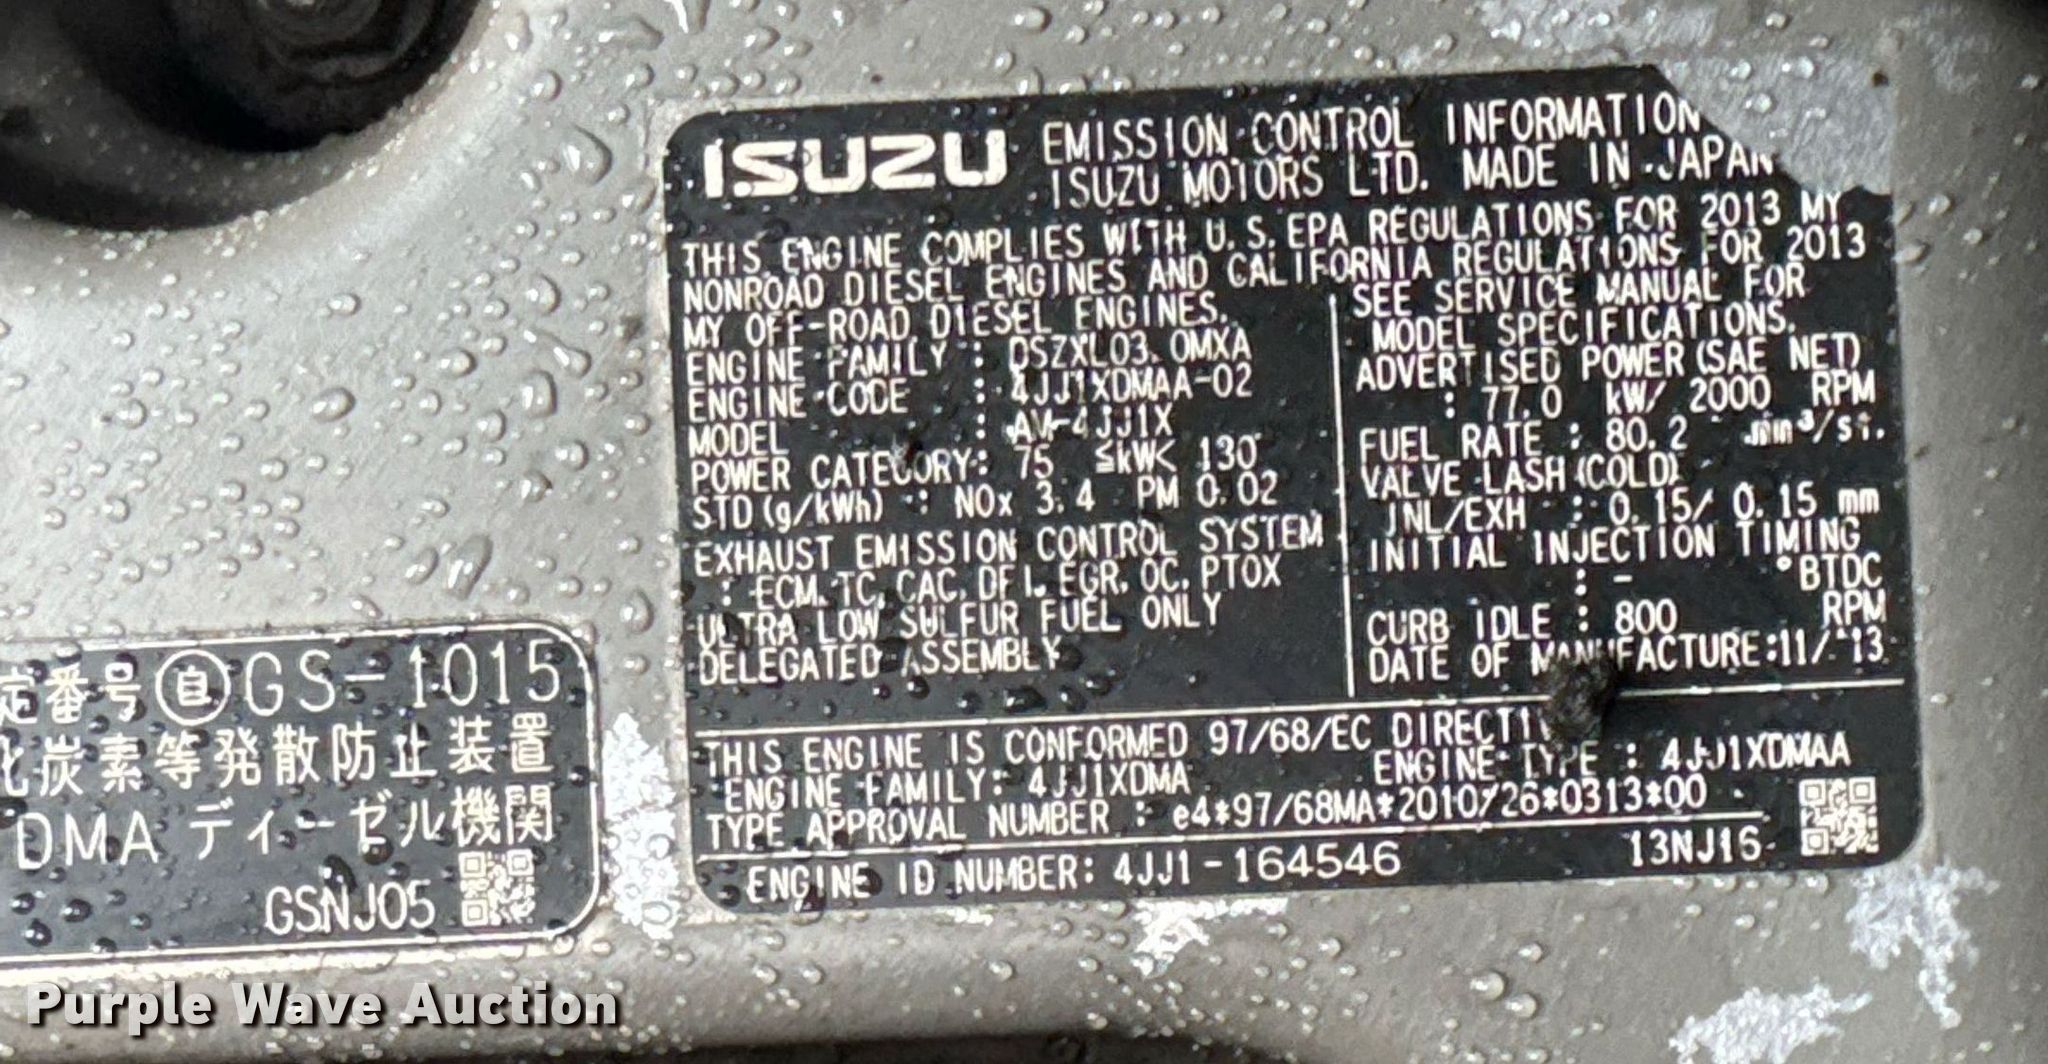 ISUZU
EMISSION CONTROL INFORMATION
ISUZU MOTORS LTD. MADE IN JAPAN
THIS ENGINE COMPLIES WITH U.S.EPA REGULATIONS FOR 2013 MY
NONROAD DIESEL ENGINES AND CALIFORNIA REGULATIONS FOR 2013
MY OFF-ROAD DIESEL ENGINES.
ENGINE FAMILY : DSZXL03.0MXA
ENGINE CODE : 4JJ1XDMAA-02
MODEL : AV-4JJ1X
POWER CATEGORY: 75 ≦kW< 130
STD(g/kWh) : NOx 3.4 PM 0.02
EXHAUST EMISSION CONTROL SYSTEM
: ECM, TC, CAC, DFI, EGR, OC, PTOX
ULTRA LOW SULFUR FUEL ONLY
DELEGATED ASSEMBLY
SEE SERVICE MANUAL FOR
MODEL SPECIFICATIONS.
ADVERTISED POWER(SAE NET)
: 77.0 kW/ 2000 RPM
FUEL RATE : 80.2 mm³/st.
VALVE LASH(COLD)
INL/EXH : 0.15/ 0.15 mm
INITIAL INJECTION TIMING
: - °BTDC
CURB IDLE : 800 RPM
DATE OF MANUFACTURE:11/'13
THIS ENGINE IS CONFORMED 97/68/EC
ENGINE FAMILY: 4JJ1XDMA ENGINE TYPE : 4JJ1XDMAA
TYPE APPROVAL NUMBER : e4*97/68MA*2010/26*0313*00
ENGINE ID NUMBER: 4JJ1-164546 13NJ16
定番号 自 GS-1015
化炭素等発散防止装置
DMA ディーゼル機関
GSNJ05
Purple Wave Auction